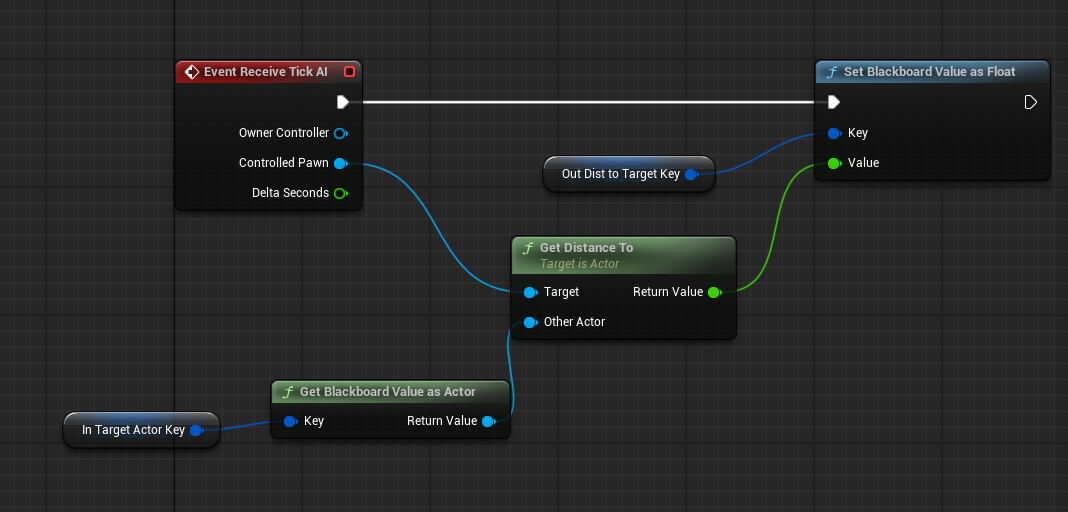 Event Receive Tick AI
Owner Controller
Controlled Pawn
Delta Seconds
Set Blackboard Value as Float
Key
Value
Out Dist to Target Key
f Get Distance To
Target is Actor
Target
Return Value
Other Actor
f Get Blackboard Value as Actor
Key
Return Value
In Target Actor Key